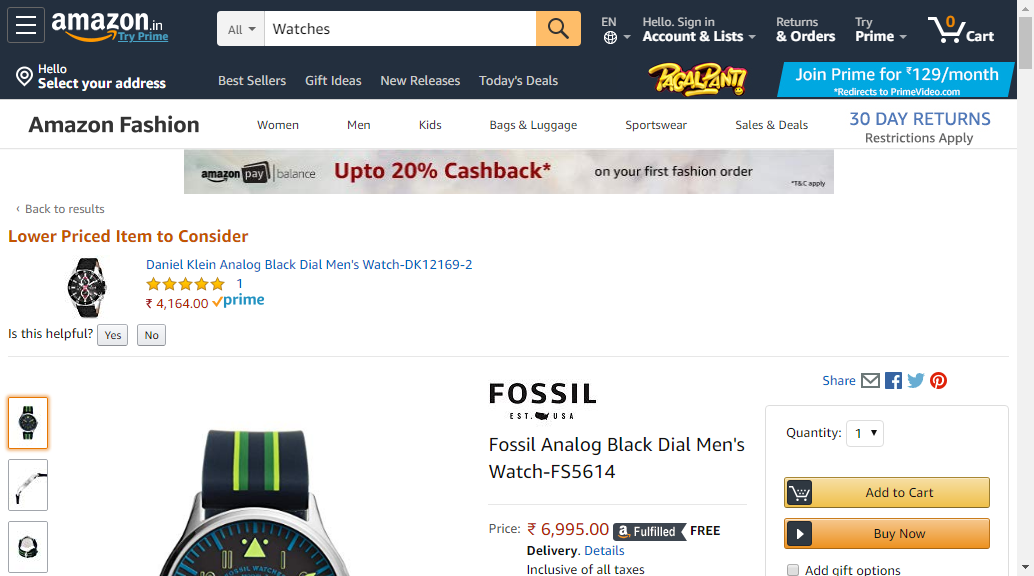 amazon.in
Try Prime
All
Watches
EN
Hello. Sign in
Account & Lists
Returns
& Orders
Try
Prime
0
Cart
Hello
Select your address
Best Sellers
Gift Ideas
New Releases
Today's Deals
PAGALPANTI
Join Prime for ₹129/month
*Redirects to PrimeVideo.com
Amazon Fashion
Women
Men
Kids
Bags & Luggage
Sportswear
Sales & Deals
30 DAY RETURNS
Restrictions Apply
amazon pay balance
Upto 20% Cashback*
on your first fashion order
*T&C apply
‹ Back to results
Lower Priced Item to Consider
Daniel Klein Analog Black Dial Men's Watch-DK12169-2
1
₹ 4,164.00 prime
Is this helpful? Yes No
Share
FOSSIL
EST. USA
Fossil Analog Black Dial Men's
Watch-FS5614
Price: ₹ 6,995.00 a Fulfilled FREE
Delivery. Details
Inclusive of all taxes
Quantity: 1
Add to Cart
Buy Now
Add gift options
FOSSIL WATCH